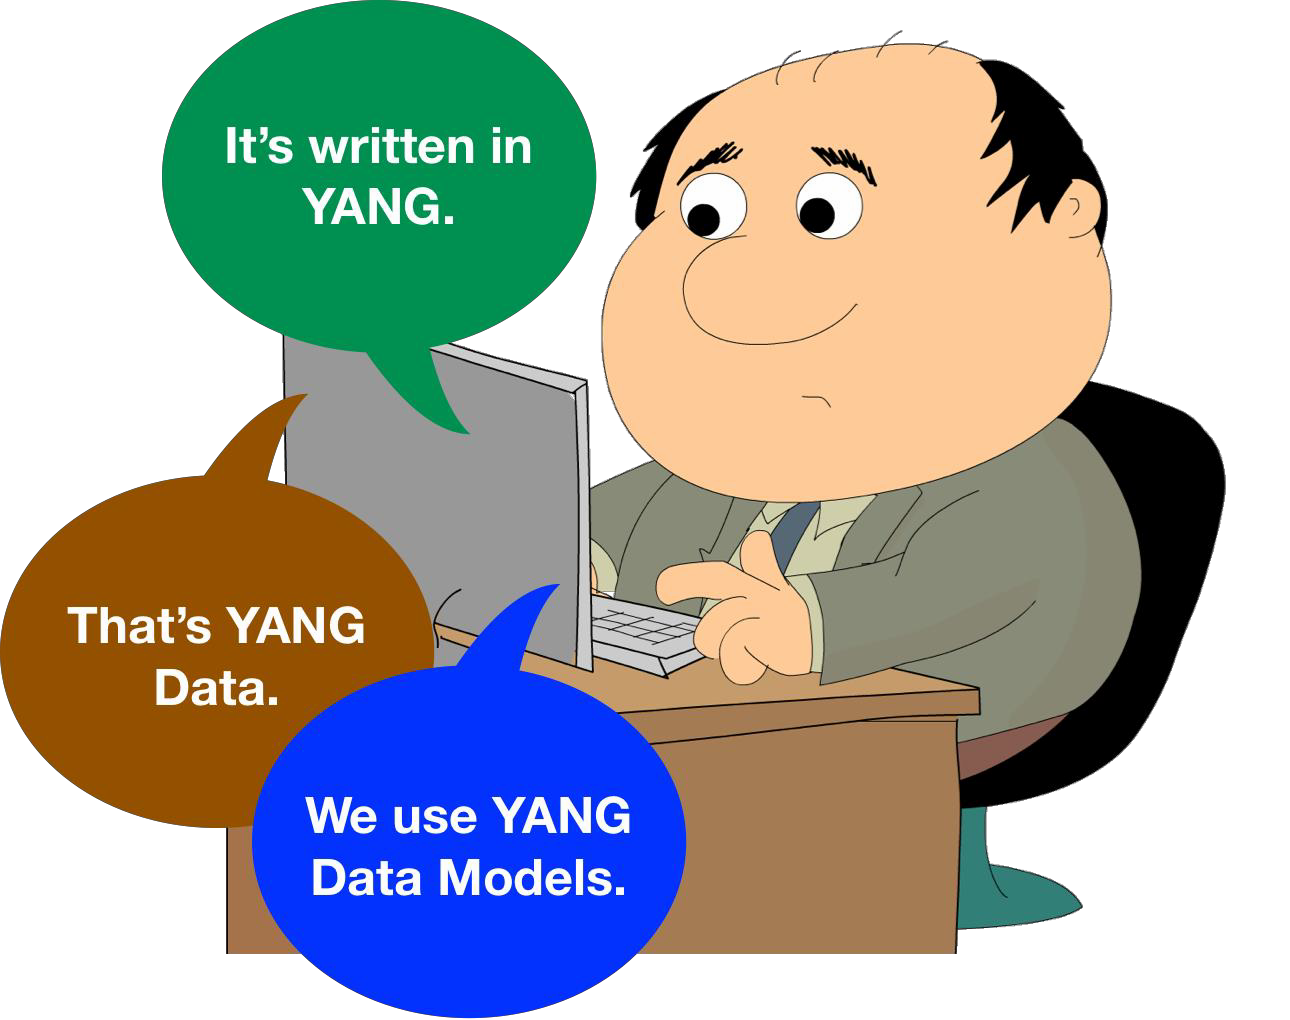 It’s written in
YANG.
That’s YANG
Data.
We use YANG
Data Models.